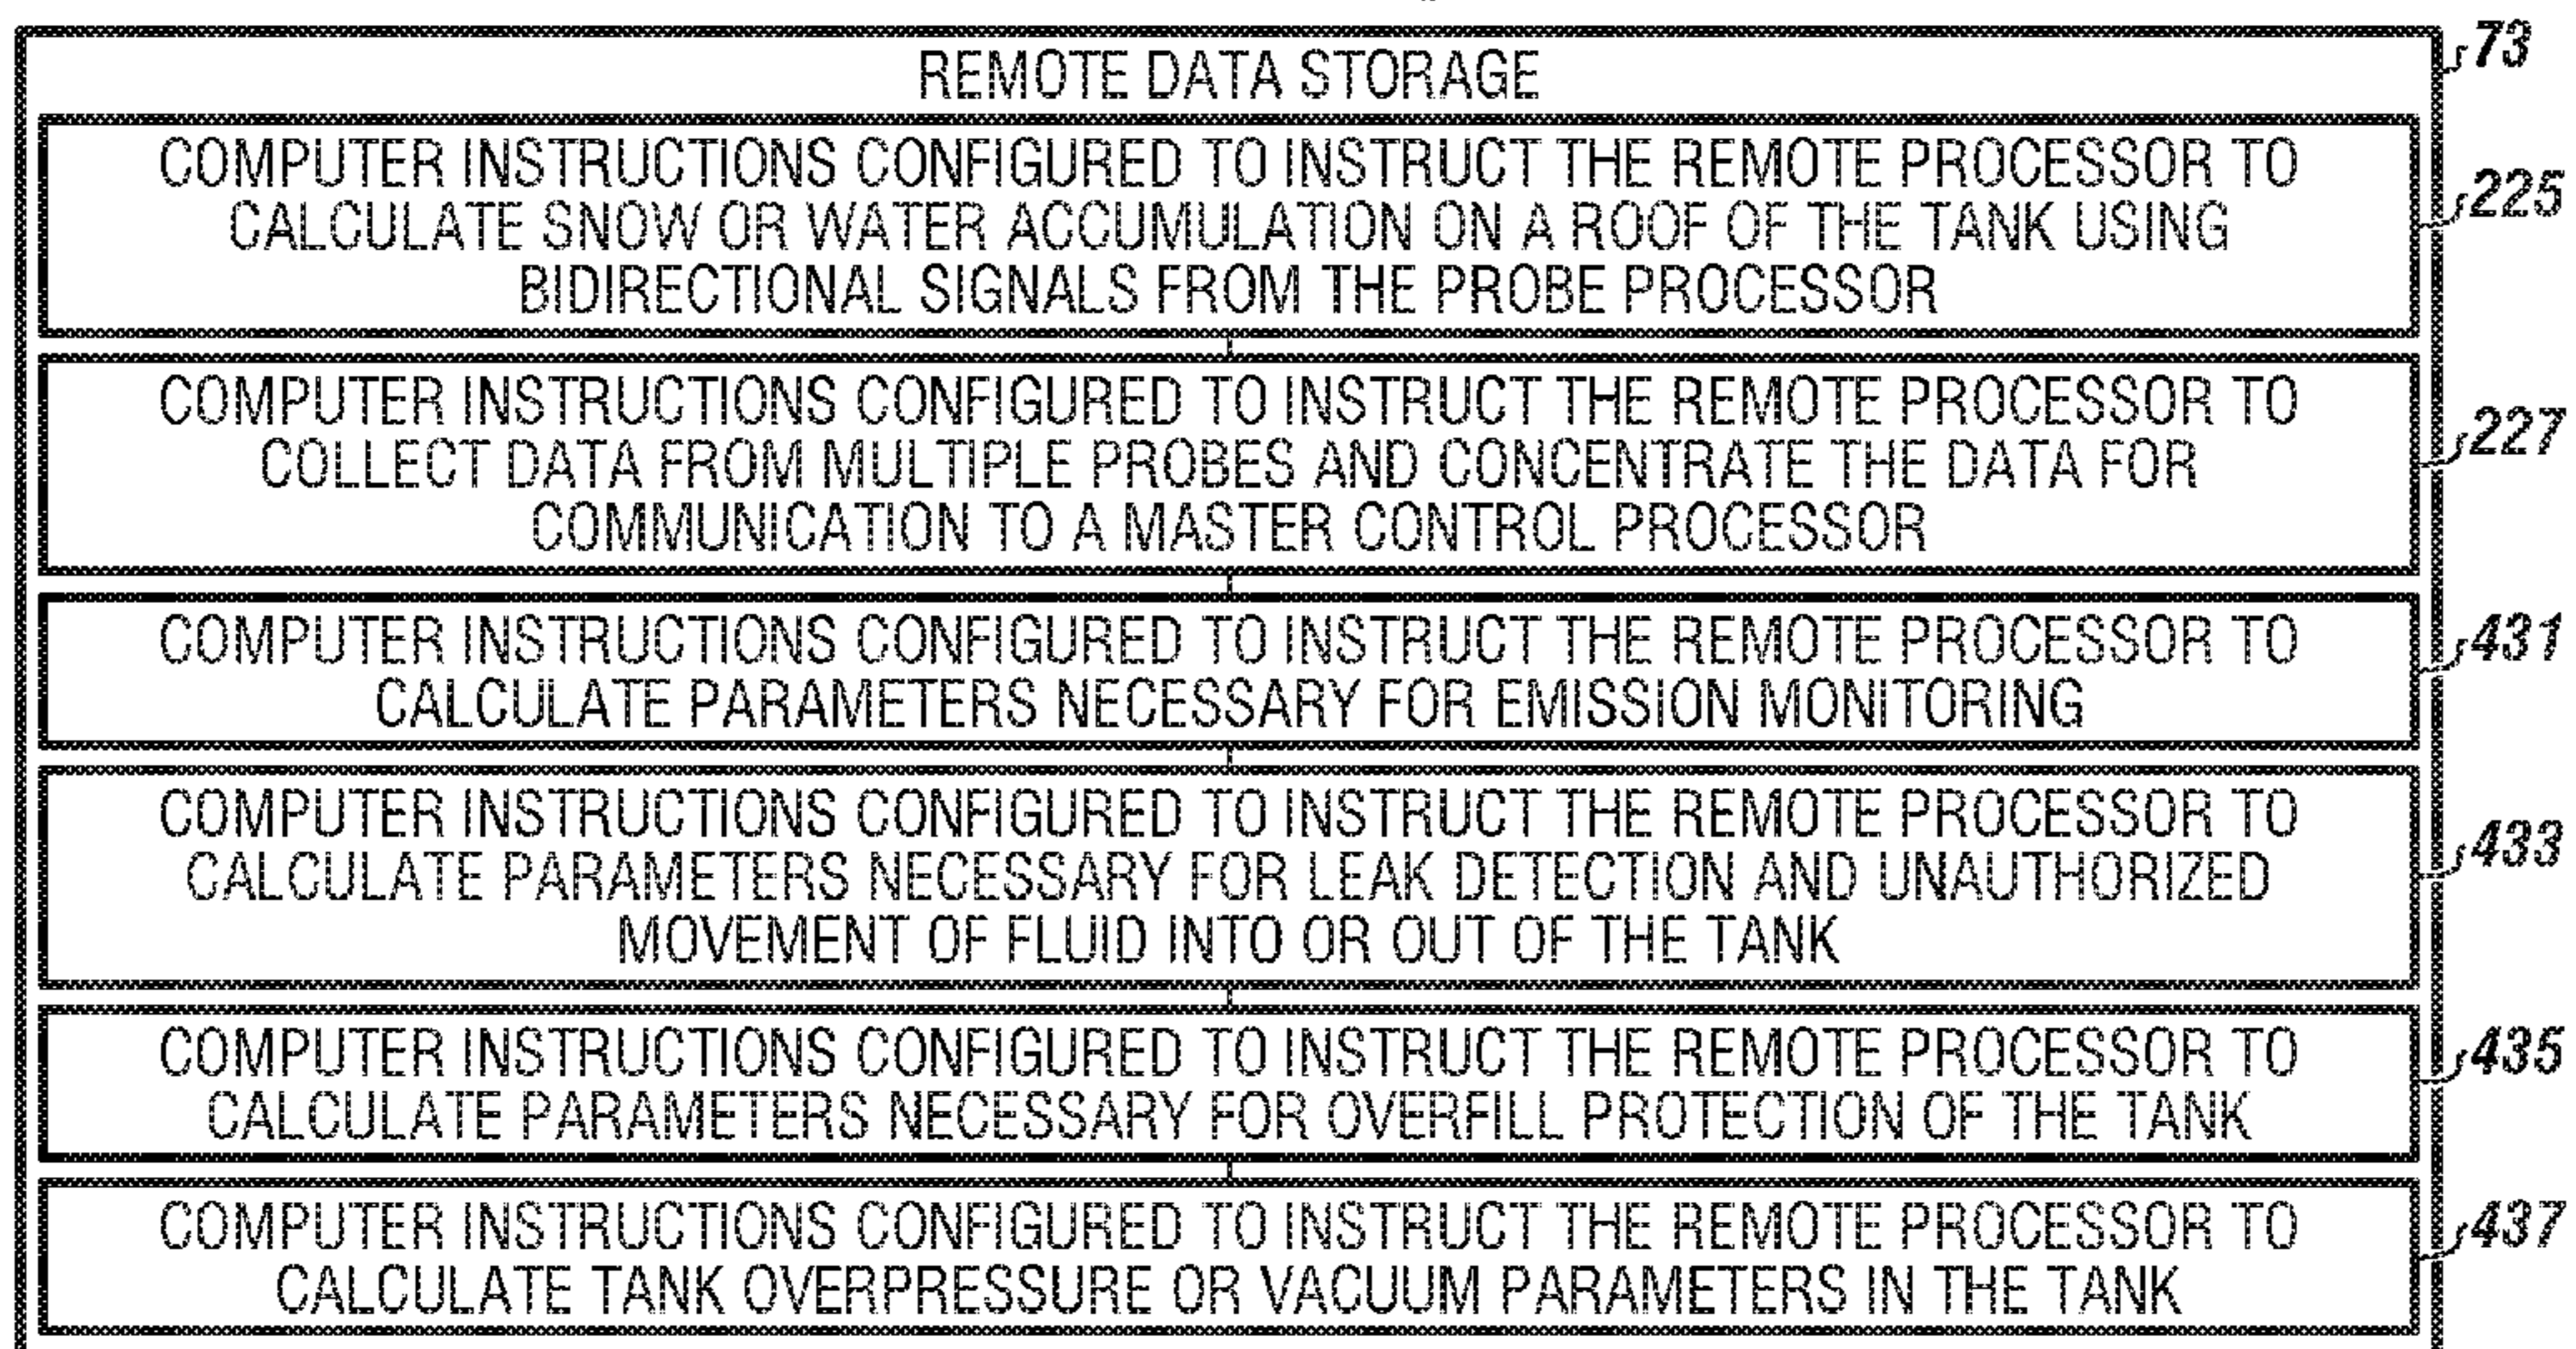 REMOTE DATA STORAGE
73
COMPUTER INSTRUCTIONS CONFIGURED TO INSTRUCT THE REMOTE PROCESSOR TO
CALCULATE SNOW OR WATER ACCUMULATION ON A ROOF OF THE TANK USING
BIDIRECTIONAL SIGNALS FROM THE PROBE PROCESSOR
225
COMPUTER INSTRUCTIONS CONFIGURED TO INSTRUCT THE REMOTE PROCESSOR TO
COLLECT DATA FROM MULTIPLE PROBES AND CONCENTRATE THE DATA FOR
COMMUNICATION TO A MASTER CONTROL PROCESSOR
227
COMPUTER INSTRUCTIONS CONFIGURED TO INSTRUCT THE REMOTE PROCESSOR TO
CALCULATE PARAMETERS NECESSARY FOR EMISSION MONITORING
431
COMPUTER INSTRUCTIONS CONFIGURED TO INSTRUCT THE REMOTE PROCESSOR TO
CALCULATE PARAMETERS NECESSARY FOR LEAK DETECTION AND UNAUTHORIZED
MOVEMENT OF FLUID INTO OR OUT OF THE TANK
433
COMPUTER INSTRUCTIONS CONFIGURED TO INSTRUCT THE REMOTE PROCESSOR TO
CALCULATE PARAMETERS NECESSARY FOR OVERFILL PROTECTION OF THE TANK
435
COMPUTER INSTRUCTIONS CONFIGURED TO INSTRUCT THE REMOTE PROCESSOR TO
CALCULATE TANK OVERPRESSURE OR VACUUM PARAMETERS IN THE TANK
437